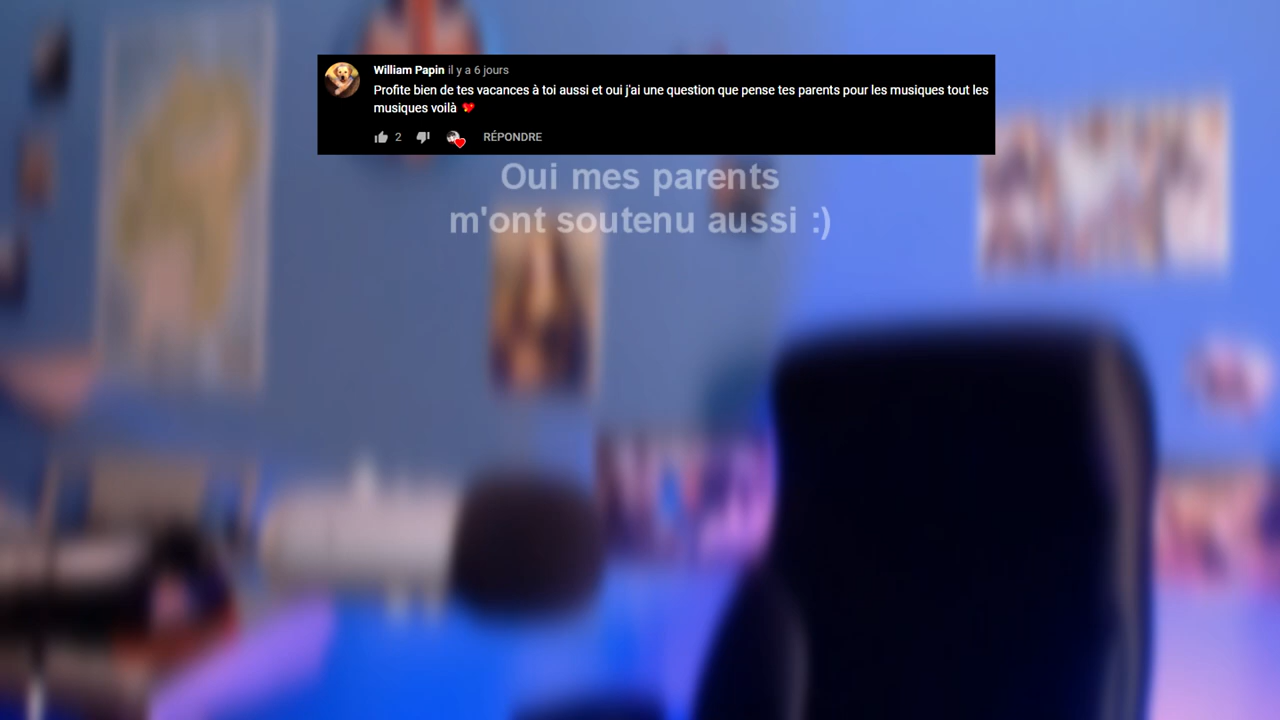 William Papin il y a 6 jours
Profite bien de tes vacances à toi aussi et oui j'ai une question que pense tes parents pour les musiques tout les
musiques voilà 💖
2 RÉPONDRE
Oui mes parents
m'ont soutenu aussi :)